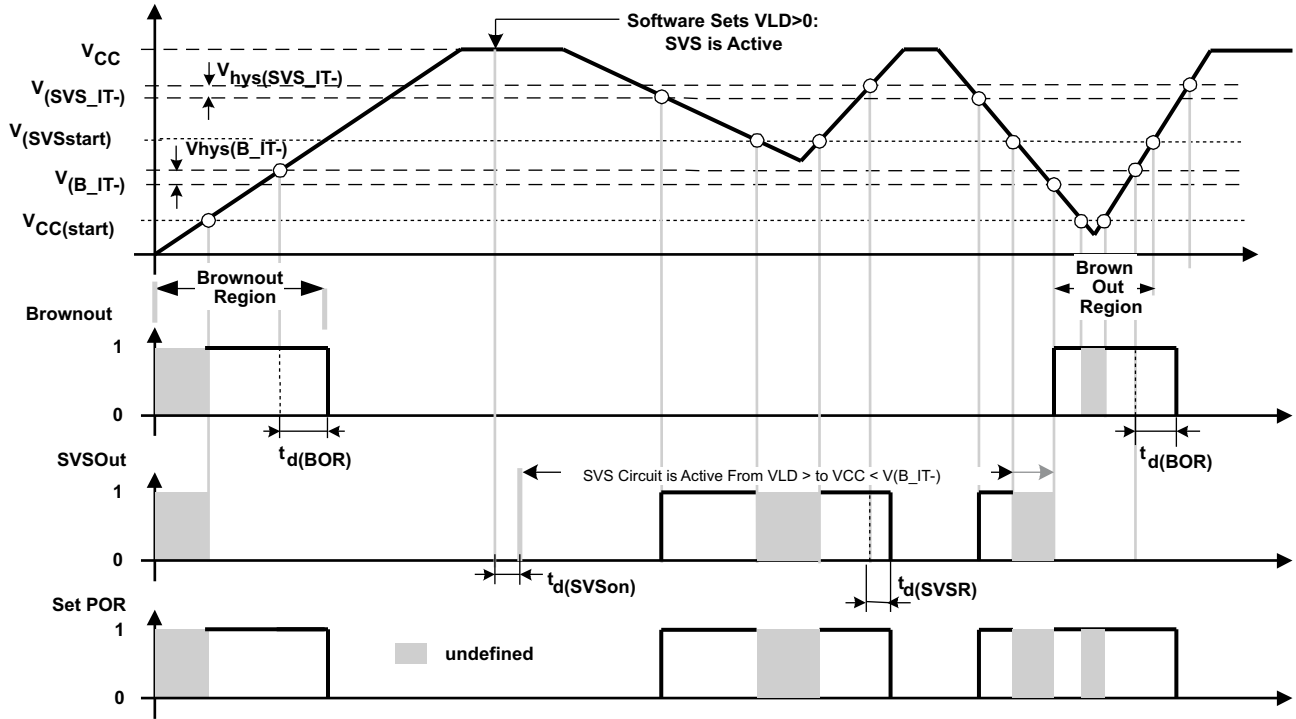 Software Sets VLD>0:
SVS is Active
VCC
Vhys(SVS_IT-)
V(SVS_IT-)
V(SVSstart)
Vhys(B_IT-)
V(B_IT-)
VCC(start)
Brownout
Region
Brown
Out
Region
Brownout
1
0
td(BOR)
td(BOR)
SVSOut
SVS Circuit is Active From VLD > to VCC < V(B_IT-)
1
0
td(SVSon)
td(SVSR)
Set POR
1
undefined
0